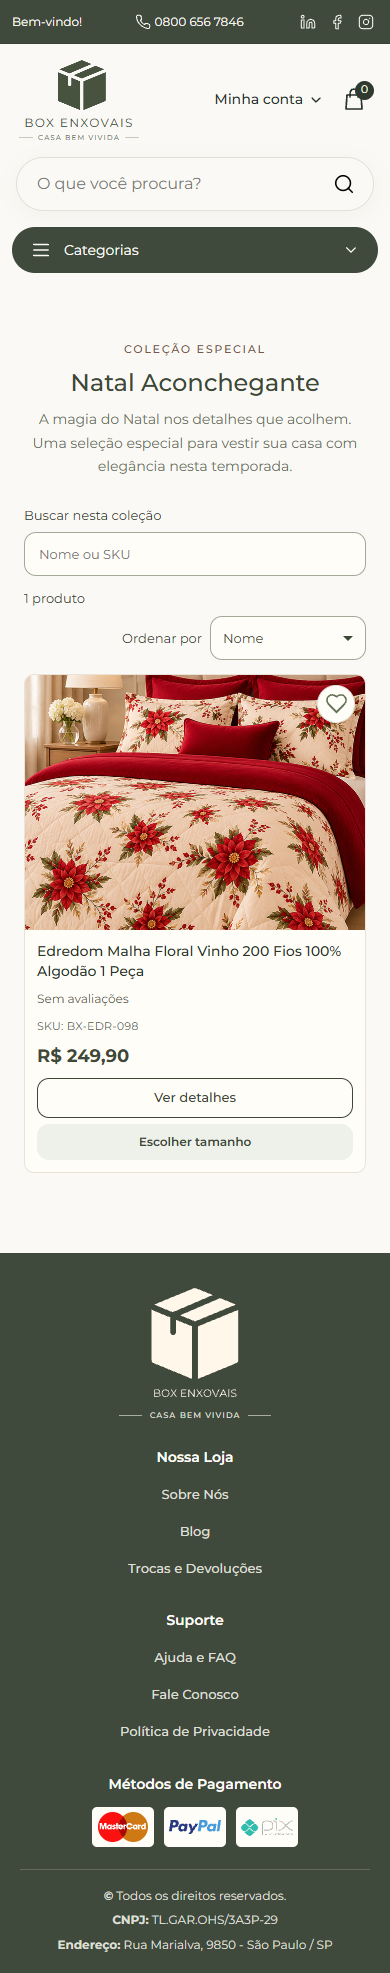 Bem-vindo!
0800 656 7846
BOX ENXOVAIS
CASA BEM VIVIDA
Minha conta
0
O que você procura?
Categorias
COLEÇÃO ESPECIAL
Natal Aconchegante
A magia do Natal nos detalhes que acolhem.
Uma seleção especial para vestir sua casa com
elegância nesta temporada.
Buscar nesta coleção
Nome ou SKU
1 produto
Ordenar por
Nome
Edredom Malha Floral Vinho 200 Fios 100%
Algodão 1 Peça
Sem avaliações
SKU: BX-EDR-098
R$ 249,90
Ver detalhes
Escolher tamanho
BOX ENXOVAIS
CASA BEM VIVIDA
Nossa Loja
Sobre Nós
Blog
Trocas e Devoluções
Suporte
Ajuda e FAQ
Fale Conosco
Política de Privacidade
Métodos de Pagamento
MasterCard
PayPal
pix
© Todos os direitos reservados.
CNPJ: TL.GAR.OHS/3A3P-29
Endereço: Rua Marialva, 9850 - São Paulo / SP